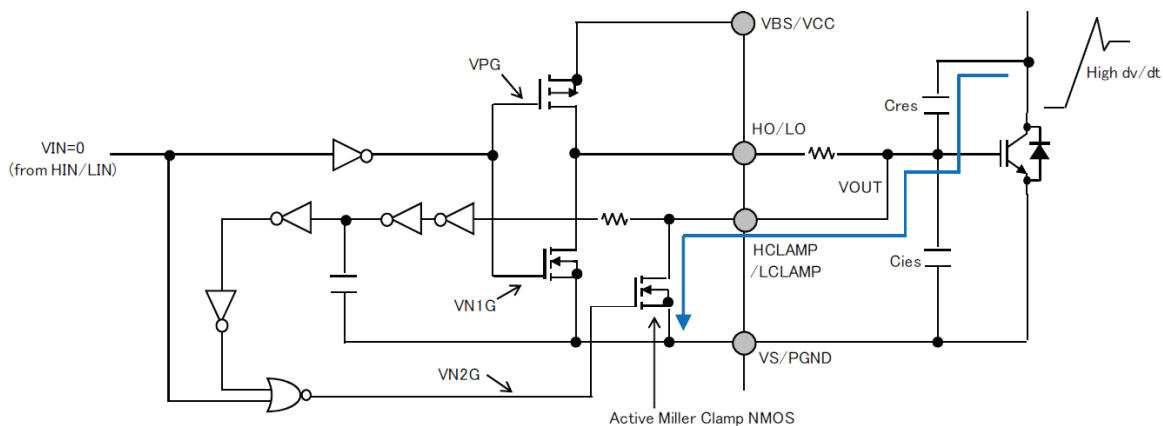 VBS/VCC
VPG
High dv/dt
Cres
VIN=0
(from HIN/LIN)
HO/LO
VOUT
HCLAMP
/LCLAMP
Cies
VN1G
VS/PGND
VN2G
Active Miller Clamp NMOS